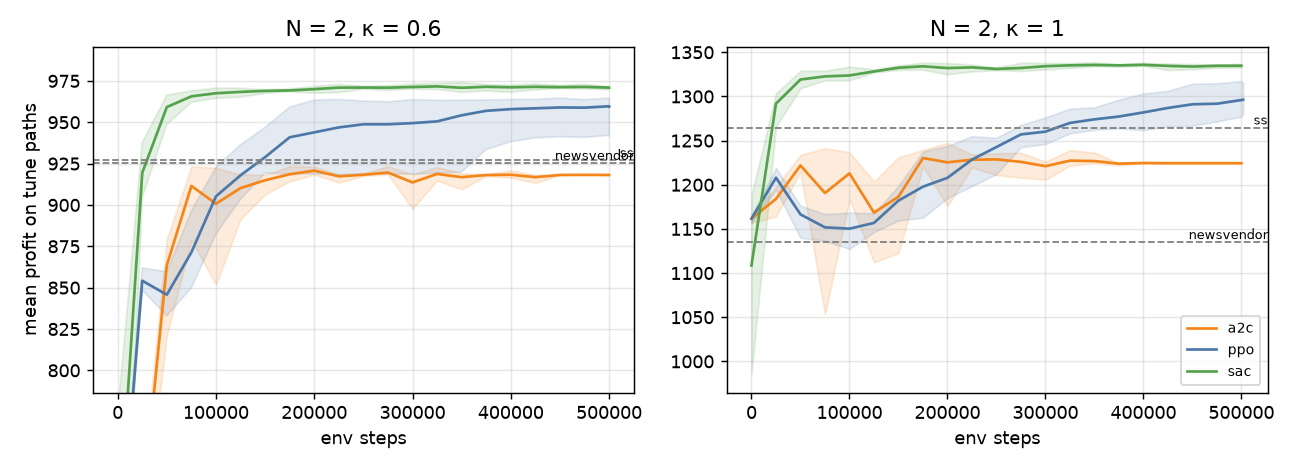 N = 2, κ = 0.6
mean profit on tune paths
975
950
925
900
875
850
825
800
newsvendor
ss
0
100000
200000
300000
400000
500000
env steps
N = 2, κ = 1
1350
1300
1250
1200
1150
1100
1050
1000
ss
newsvendor
a2c
ppo
sac
0
100000
200000
300000
400000
500000
env steps